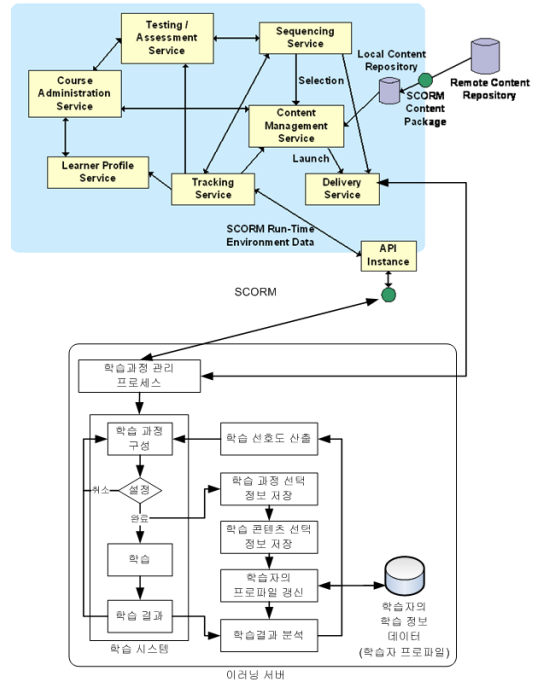 Testing /
Assessment
Service
Sequencing
Service
Local Content
Repository
Remote Content
Repository
Selection
SCORM
Content
Package
Course
Administration
Service
Content
Management
Service
Launch
Learner Profile
Service
Tracking
Service
Delivery
Service
SCORM Run-Time
Environment Data
API
Instance
SCORM
학습과정 관리
프로세스
학습 과정
구성
학습 선호도 산출
취소
설정
완료
학습 과정 선택
정보 저장
학습 콘텐츠 선택
정보 저장
학습
학습자의
프로파일 갱신
학습 결과
학습결과 분석
학습자의
학습 정보
데이터
(학습자 프로파일)
학습 시스템
이러닝 서버